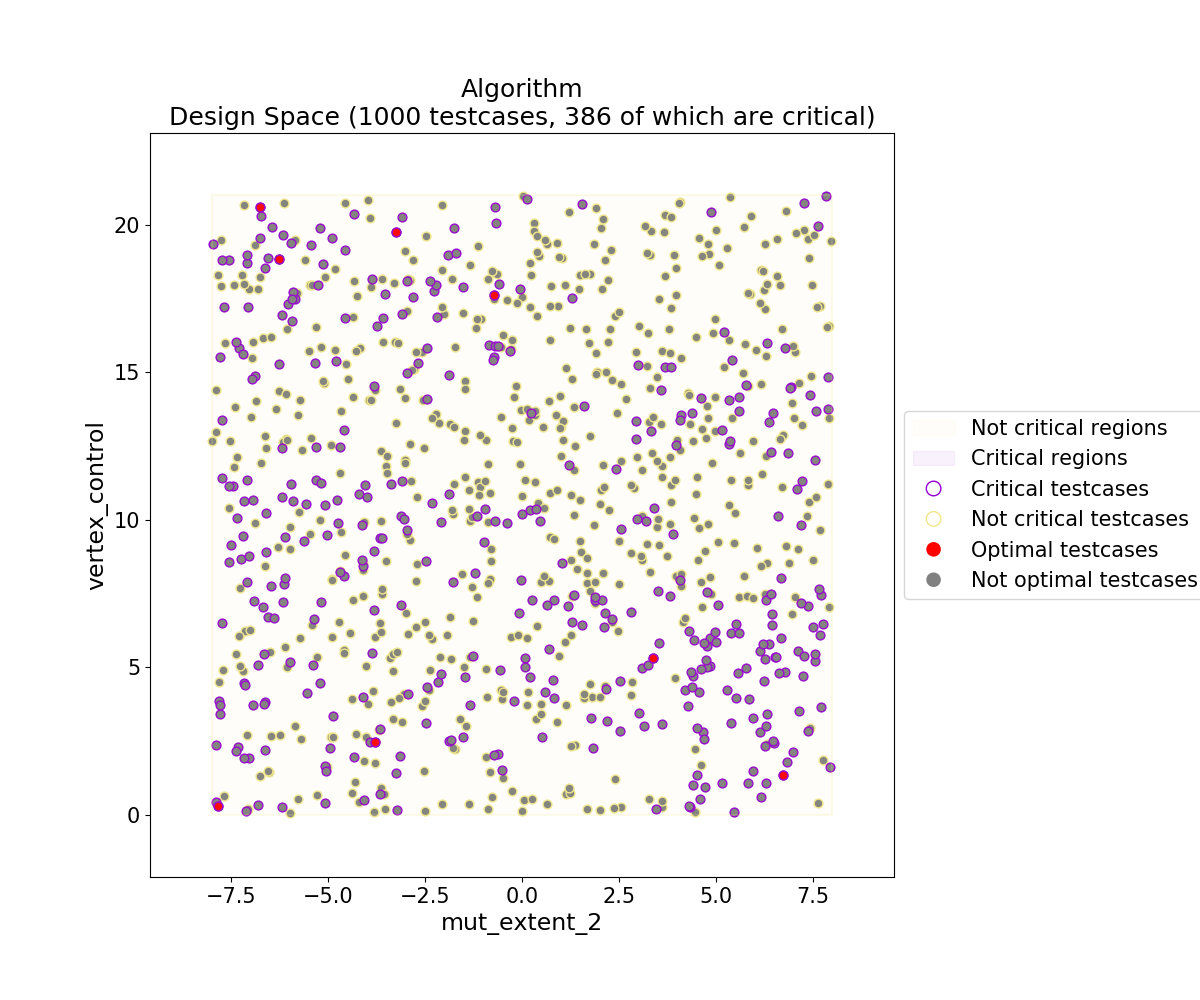 Algorithm
Design Space (1000 testcases, 386 of which are critical)
20
15
10
5
0
vertex_control
−7.5
−5.0
−2.5
0.0
2.5
5.0
7.5
mut_extent_2
Not critical regions
Critical regions
Critical testcases
Not critical testcases
Optimal testcases
Not optimal testcases